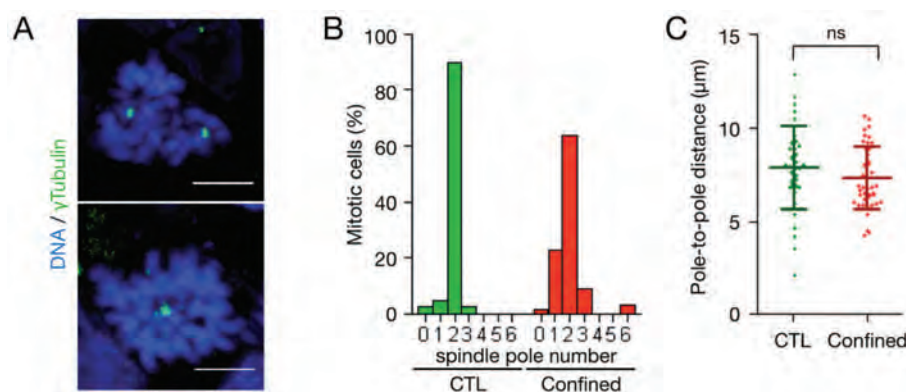 A
DNA / γTubulin
B
Mitotic cells (%)
100
80
60
40
20
0
0 1 2 3 4 5 6 0 1 2 3 4 5 6
spindle pole number
CTL Confined
C
ns
Pole-to-pole distance (μm)
15
10
5
0
CTL Confined